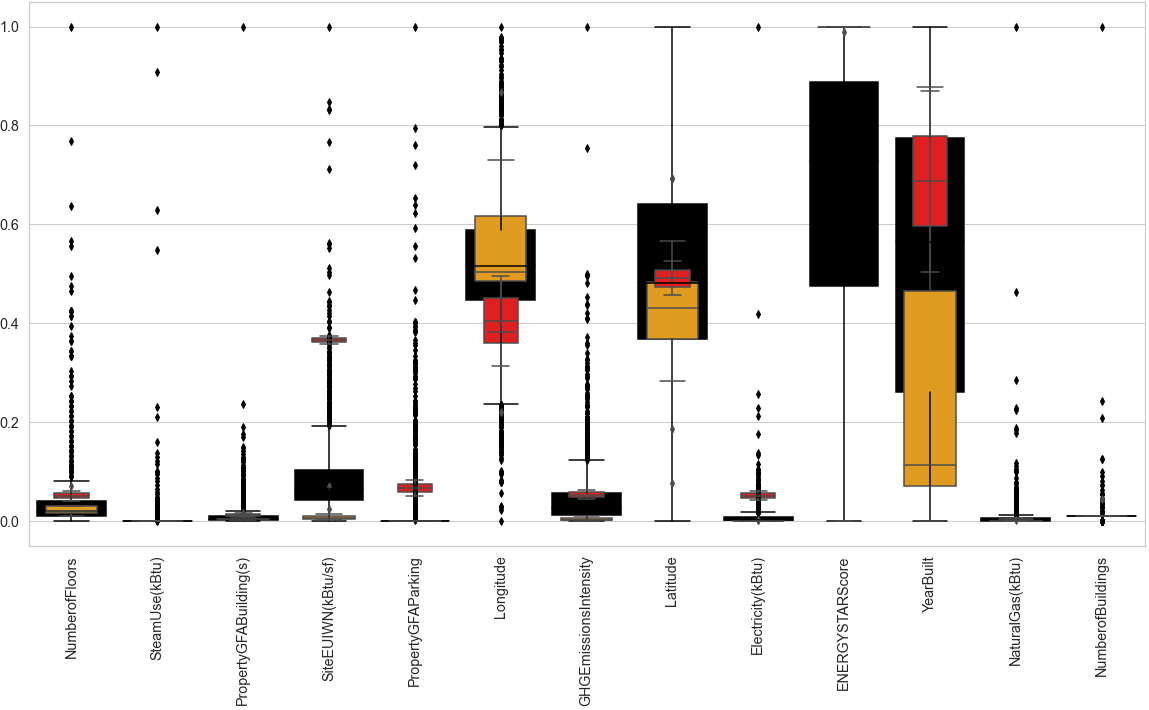 1.0
0.8
0.6
0.4
0.2
0.0
NumberofFloors
SteamUse(kBtu)
PropertyGFABuilding(s)
SiteEUIWN(kBtu/sf)
PropertyGFAParking
Longitude
GHGEmissionsIntensity
Latitude
Electricity(kBtu)
ENERGYSTARScore
YearBuilt
NaturalGas(kBtu)
NumberofBuildings